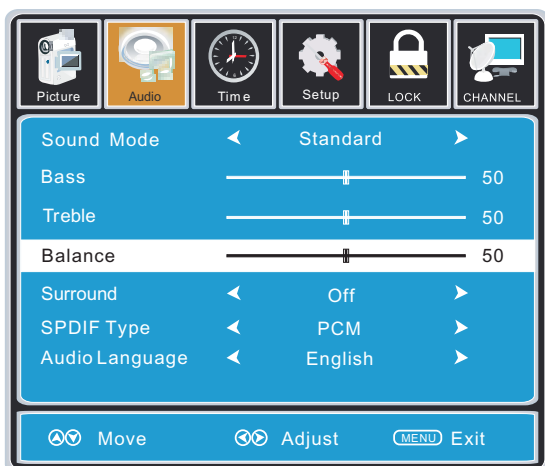 Picture Audio Time Setup LOCK CHANNEL
Sound Mode Standard
Bass 50
Treble 50
Balance 50
Surround Off
SPDIF Type PCM
Audio Language English
Move Adjust MENU Exit